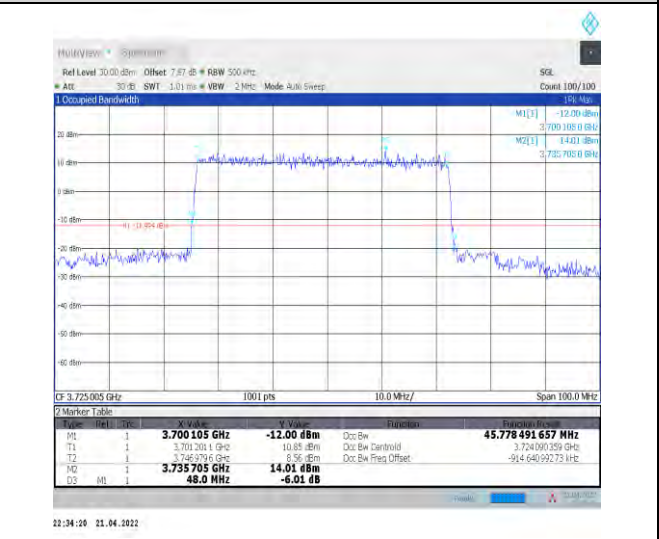 MultiView Spectrum
Ref Level 30.00 dBm Offset 7.87 dB RBW 500 kHz SGL
Att 30 dB SWT 1.01 ms VBW 2 MHz Mode Auto Sweep Count 100/100
1 Occupied Bandwidth 1Pk Max
M1[1] -12.00 dBm
3.700 105 0 GHz
20 dBm
M2[1] 14.01 dBm
3.735 705 0 GHz
10 dBm
0 dBm
-10 dBm
-20 dBm
-30 dBm
-40 dBm
-50 dBm
-60 dBm
CF 3.725005 GHz 1001 pts 10.0 MHz/ Span 100.0 MHz
2 Marker Table
Type Ref Trc X-Value Y-Value Function Function Result
M1 1 3.700 105 GHz -12.00 dBm Occ Bw 45.778 491 657 MHz
T1 1 3.701 201 1 GHz 10.85 dBm Occ Bw Centroid 3.724 090 359 GHz
T2 1 3.746 979 6 GHz 8.56 dBm Occ Bw Freq Offset -914.640 992 73 kHz
M2 1 3.735 705 GHz 14.01 dBm
D3 M1 1 48.0 MHz -6.01 dB
22:34:20 21.04.2022